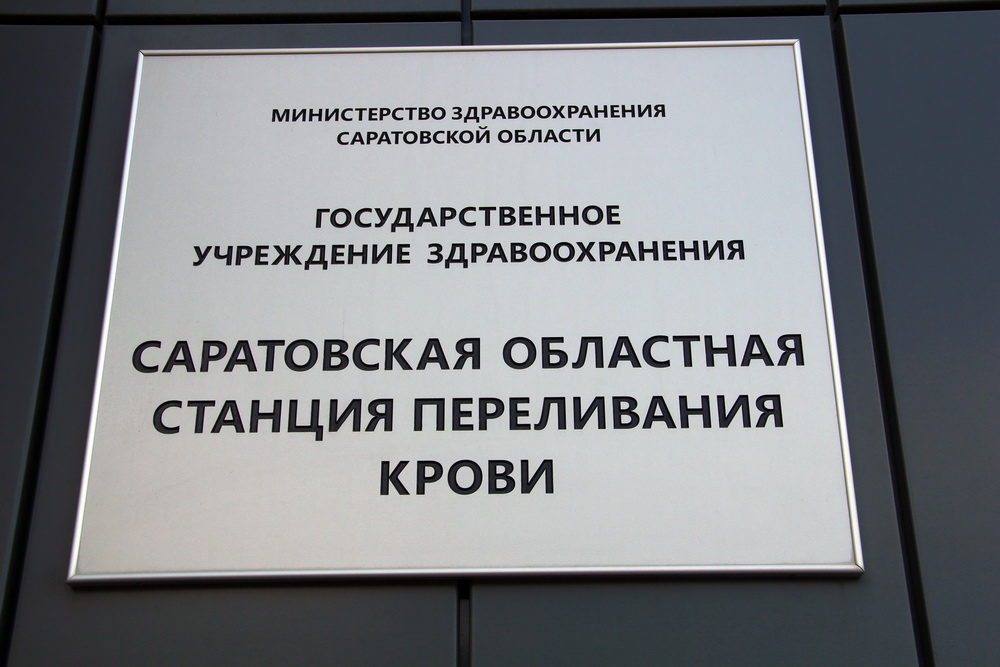 МИНИСТЕРСТВО ЗДРАВООХРАНЕНИЯ
САРАТОВСКОЙ ОБЛАСТИ
ГОСУДАРСТВЕННОЕ
УЧРЕЖДЕНИЕ ЗДРАВООХРАНЕНИЯ
САРАТОВСКАЯ ОБЛАСТНАЯ
СТАНЦИЯ ПЕРЕЛИВАНИЯ
КРОВИ